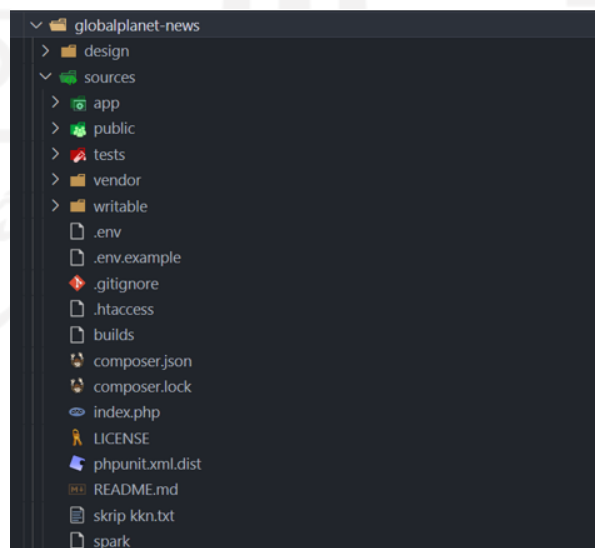 globalplanet-news
design
sources
app
public
tests
vendor
writable
.env
.env.example
.gitignore
.htaccess
builds
composer.json
composer.lock
index.php
LICENSE
phpunit.xml.dist
README.md
skrip kkn.txt
spark